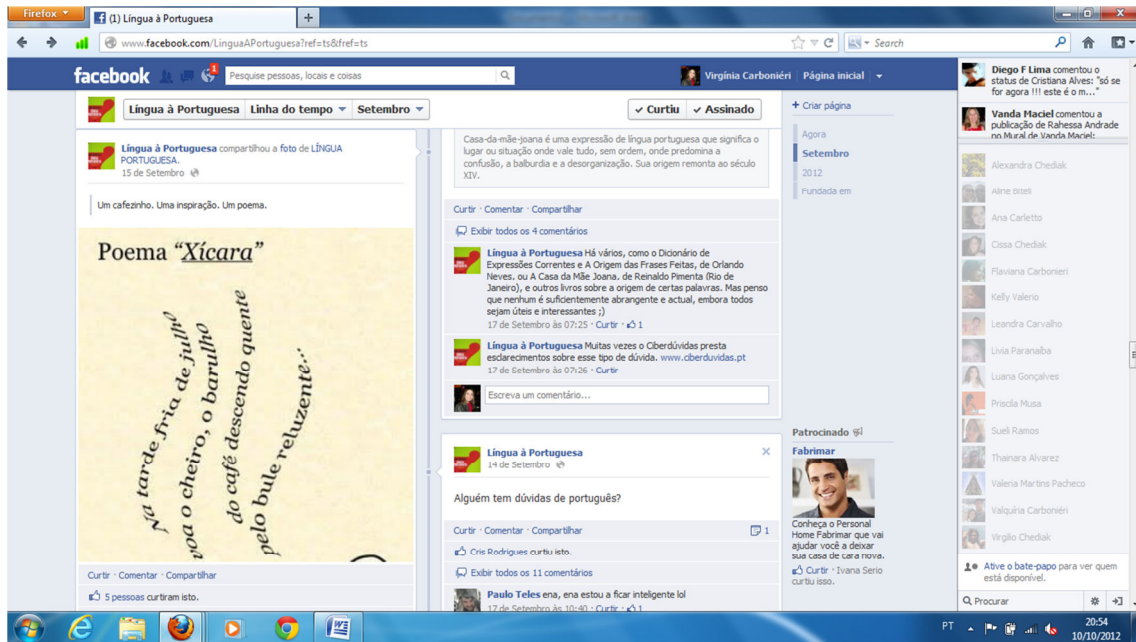 Firefox
(1) Língua à Portuguesa
www.facebook.com/LinguaAPortuguesa?ref=ts&fref=ts
Search
facebook
1
Pesquise pessoas, locais e coisas
Virgínia Carboniéri
Página inicial
Língua à Portuguesa
Linha do tempo
Setembro
Curtiu
Assinado
Língua à Portuguesa compartilhou a foto de LÍNGUA
PORTUGUESA.
15 de Setembro
Um cafezinho. Uma inspiração. Um poema.
Poema “Xícara”
Na tarde fria de julho
voa o cheiro, o barulho
do café descendo quente
pelo bule reluzente...
Curtir · Comentar · Compartilhar
5 pessoas curtiram isto.
Casa-da-mãe-joana é uma expressão de língua portuguesa que significa o
lugar ou situação onde vale tudo, sem ordem, onde predomina a
confusão, a balburdia e a desorganização. Sua origem remonta ao século
XIV.
Curtir · Comentar · Compartilhar
Exibir todos os 4 comentários
Língua à Portuguesa Há vários, como o Dicionário de
Expressões Correntes e A Origem das Frases Feitas, de Orlando
Neves, ou A Casa da Mãe Joana, de Reinaldo Pimenta (Rio de
Janeiro), e outros livros sobre a origem de certas palavras. Mas penso
que nenhum é suficientemente abrangente e actual, embora todos
sejam úteis e interessantes ;)
17 de Setembro às 07:25 · Curtir · 1
Língua à Portuguesa Muitas vezes o Ciberdúvidas presta
esclarecimentos sobre esse tipo de dúvida. www.ciberduvidas.pt
17 de Setembro às 07:26 · Curtir
Escreva um comentário...
Língua à Portuguesa
14 de Setembro
Alguém tem dúvidas de português?
Curtir · Comentar · Compartilhar
1
Cris Rodrigues curtiu isto.
Exibir todos os 11 comentários
Paulo Teles ena, ena estou a ficar inteligente lol
17 de Setembro às 10:40 · Curtir · 1
+ Criar página
Agora
Setembro
2012
Fundada em
Patrocinado
Fabrimar
Conheça o Personal
Home Fabrimar que vai
ajudar você a deixar
sua casa de cara nova.
Curtir · Ivana Serio
curtiu isso.
Diego F Lima comentou o
status de Cristiana Alves: "só se
for agora !!! este é o m..."
Vanda Maciel comentou a
publicação de Rahessa Andrade
no Mural de Vanda Maciel:
Alexandra Chediak
Aline Biteli
Ana Carletto
Cissa Chediak
Flaviana Carbonieri
Kelly Valerio
Leandra Carvalho
Livia Paranaíba
Luana Gonçalves
Priscila Musa
Sueli Ramos
Thainara Alvarez
Valeria Martins Pacheco
Valquíria Carboniéri
Virgilio Chediak
Ative o bate-papo para ver quem
está disponível.
Procurar
PT
20:54
10/10/2012